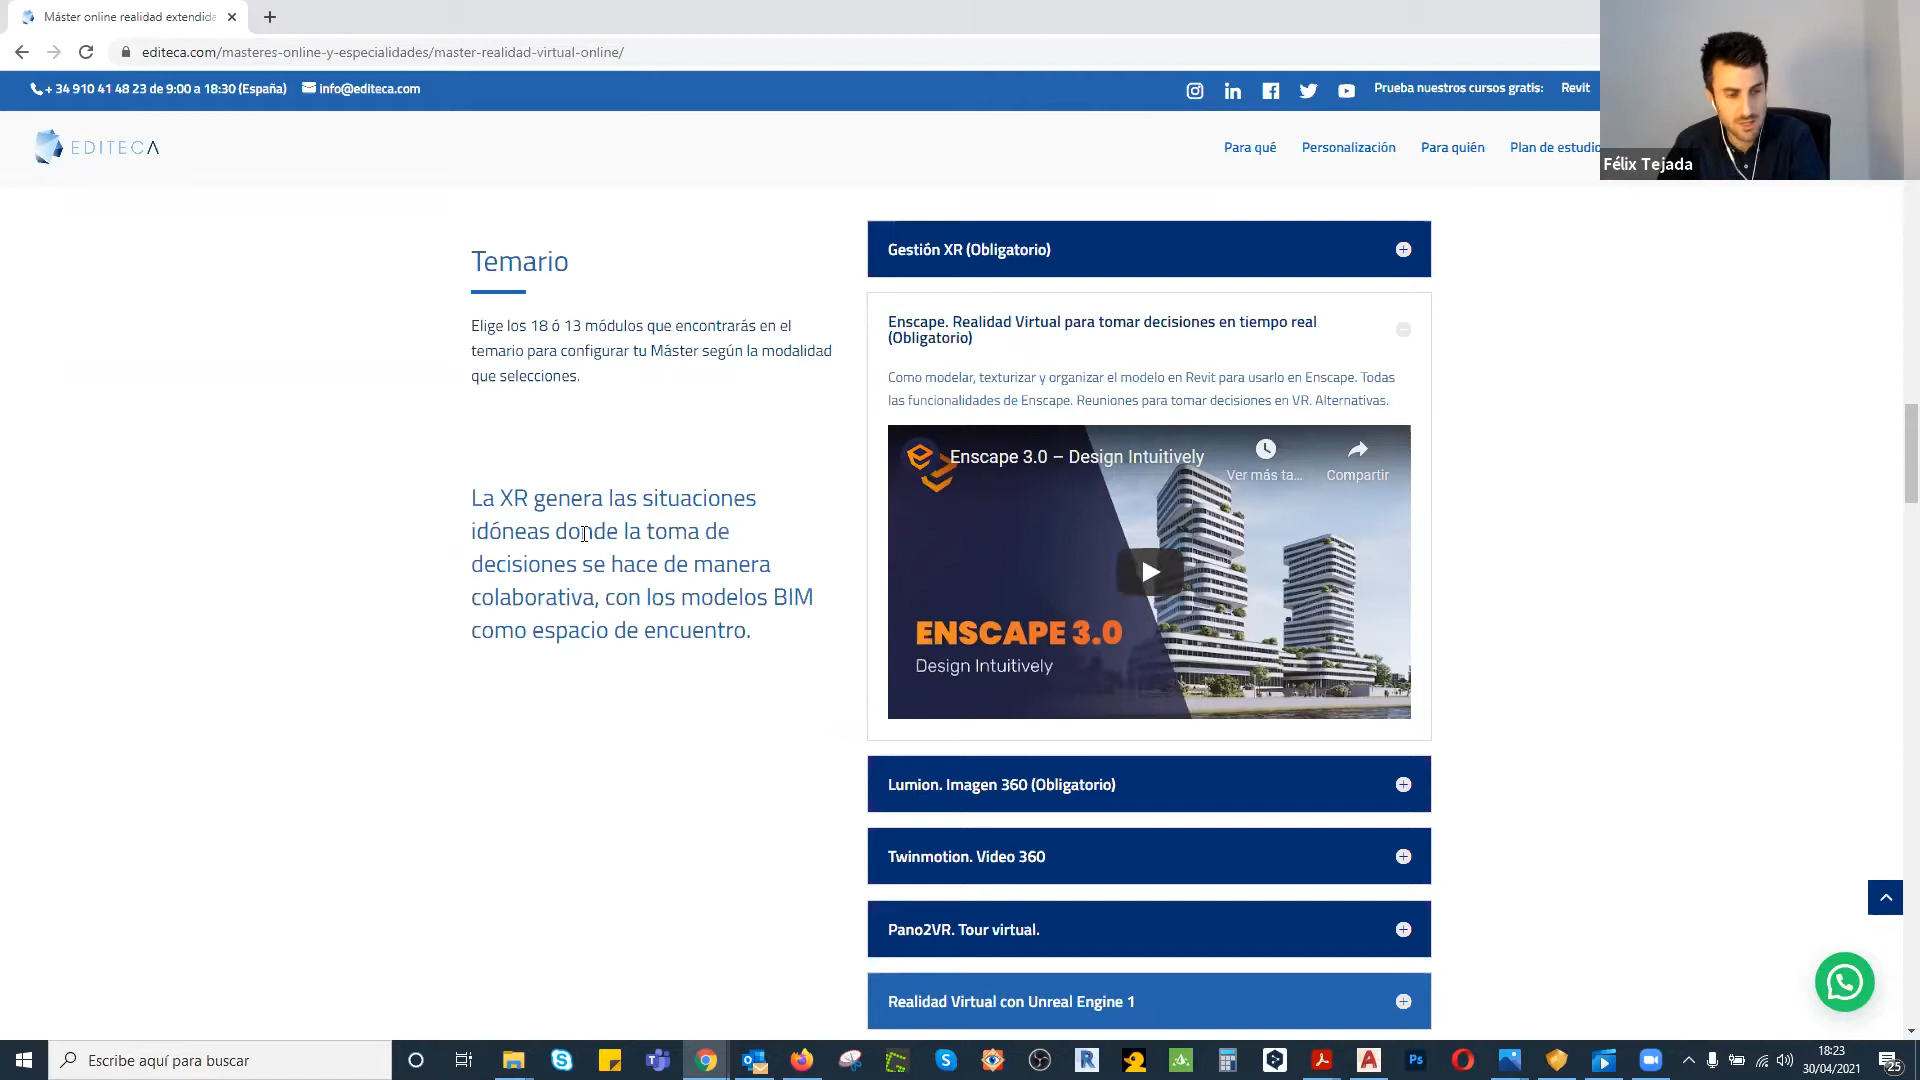 Máster online realidad extendida
editeca.com/masteres-online-y-especialidades/master-realidad-virtual-online/
+ 34 910 41 48 23 de 9:00 a 18:30 (España)
info@editeca.com
Prueba nuestros cursos gratis:
Revit
EDITECA
Para qué
Personalización
Para quién
Plan de estudio
Félix Tejada
Temario
Elige los 18 ó 13 módulos que encontrarás en el
temario para configurar tu Máster según la modalidad
que selecciones.
La XR genera las situaciones
idóneas donde la toma de
decisiones se hace de manera
colaborativa, con los modelos BIM
como espacio de encuentro.
Gestión XR (Obligatorio)
Enscape. Realidad Virtual para tomar decisiones en tiempo real
(Obligatorio)
Como modelar, texturizar y organizar el modelo en Revit para usarlo en Enscape. Todas
las funcionalidades de Enscape. Reuniones para tomar decisiones en VR. Alternativas.
Enscape 3.0 – Design Intuitively
Ver más ta...
Compartir
ENSCAPE 3.0
Design Intuitively
Lumion. Imagen 360 (Obligatorio)
Twinmotion. Video 360
Pano2VR. Tour virtual.
Realidad Virtual con Unreal Engine 1
Escribe aquí para buscar
18:23
30/04/2021
25